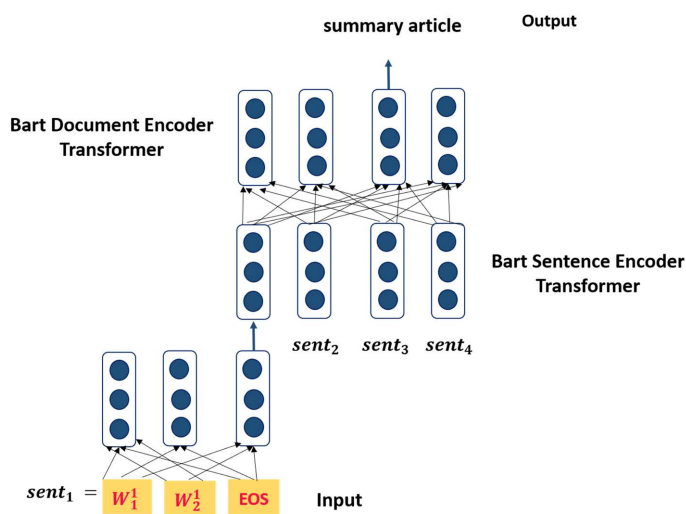 summary article
Output
Bart Document Encoder
Transformer
Bart Sentence Encoder
Transformer
sent₂
sent₃
sent₄
sent₁ =
W₁¹
W₂¹
EOS
Input